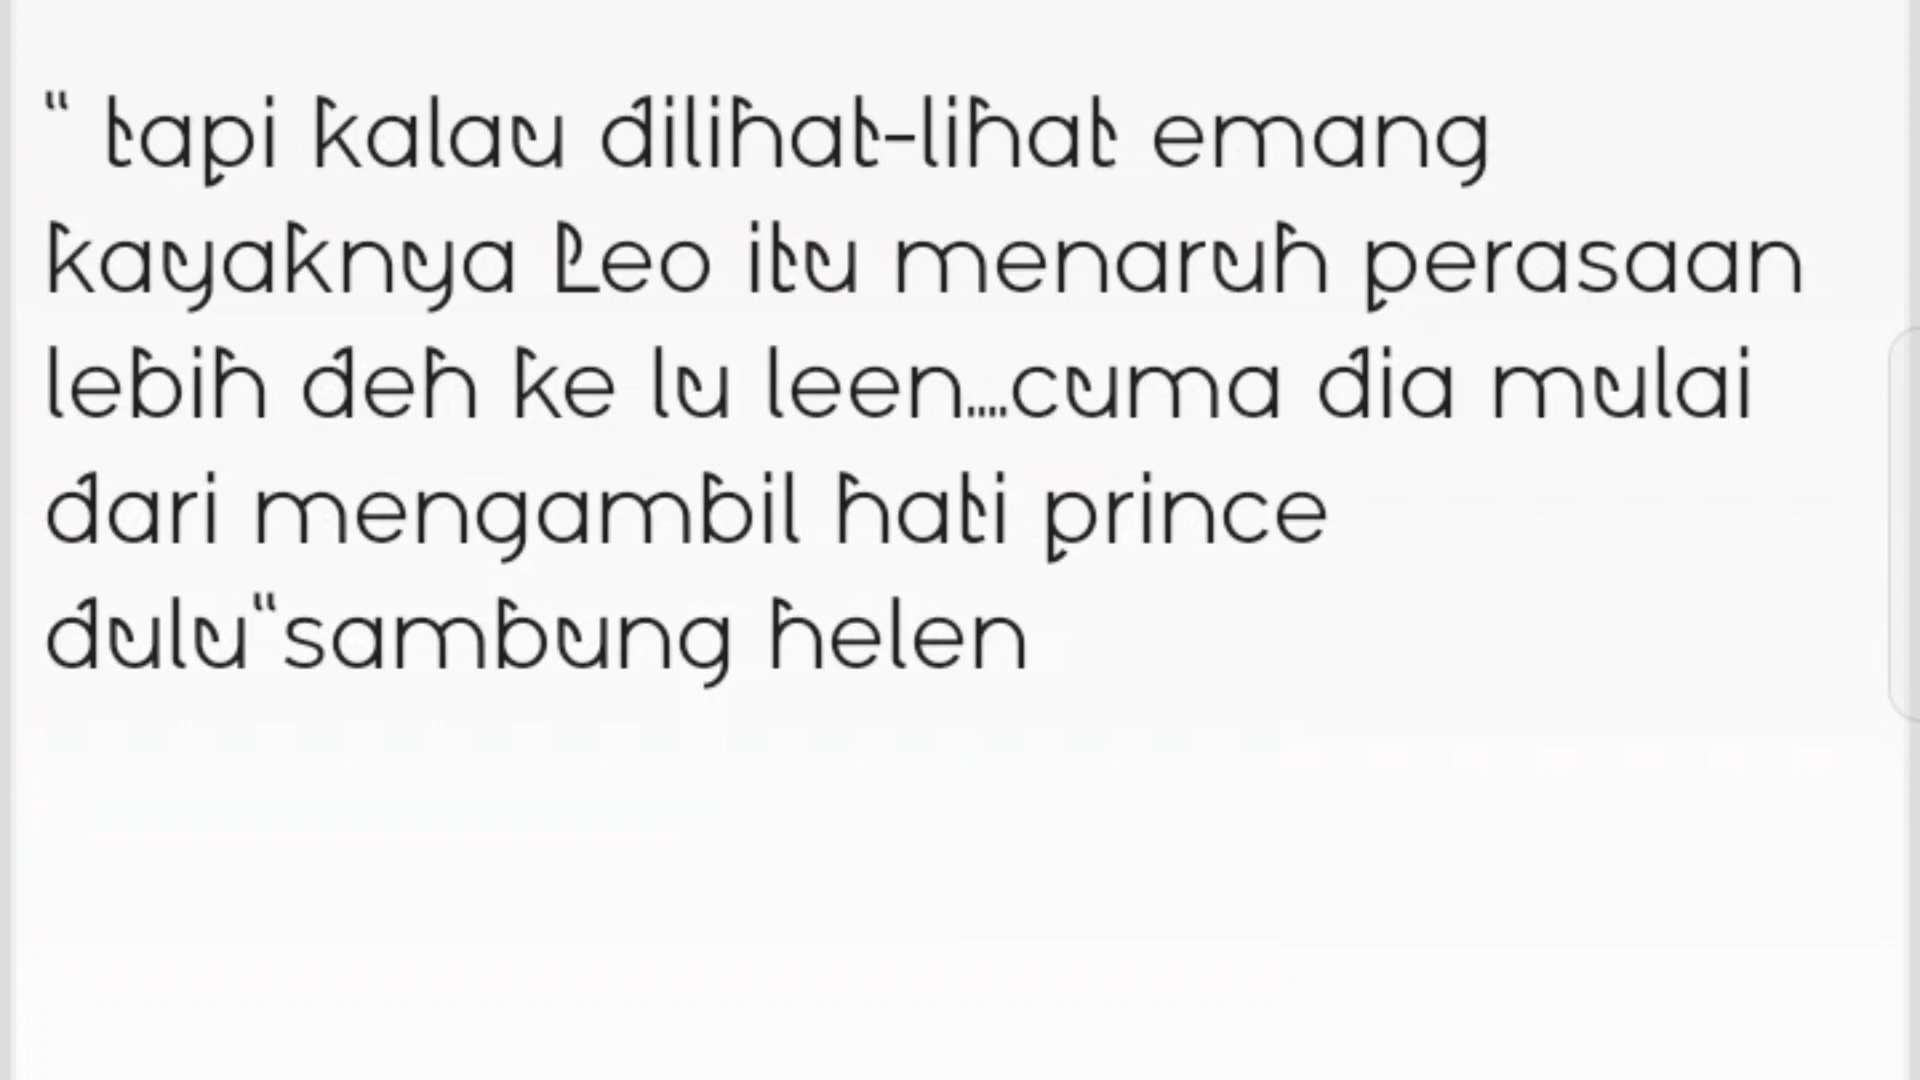 “ tapi kalau dilihat-lihat emang
kayaknya Leo itu menaruh perasaan
lebih deh ke lu leen....cuma dia mulai
dari mengambil hati prince
dulu“sambung helen